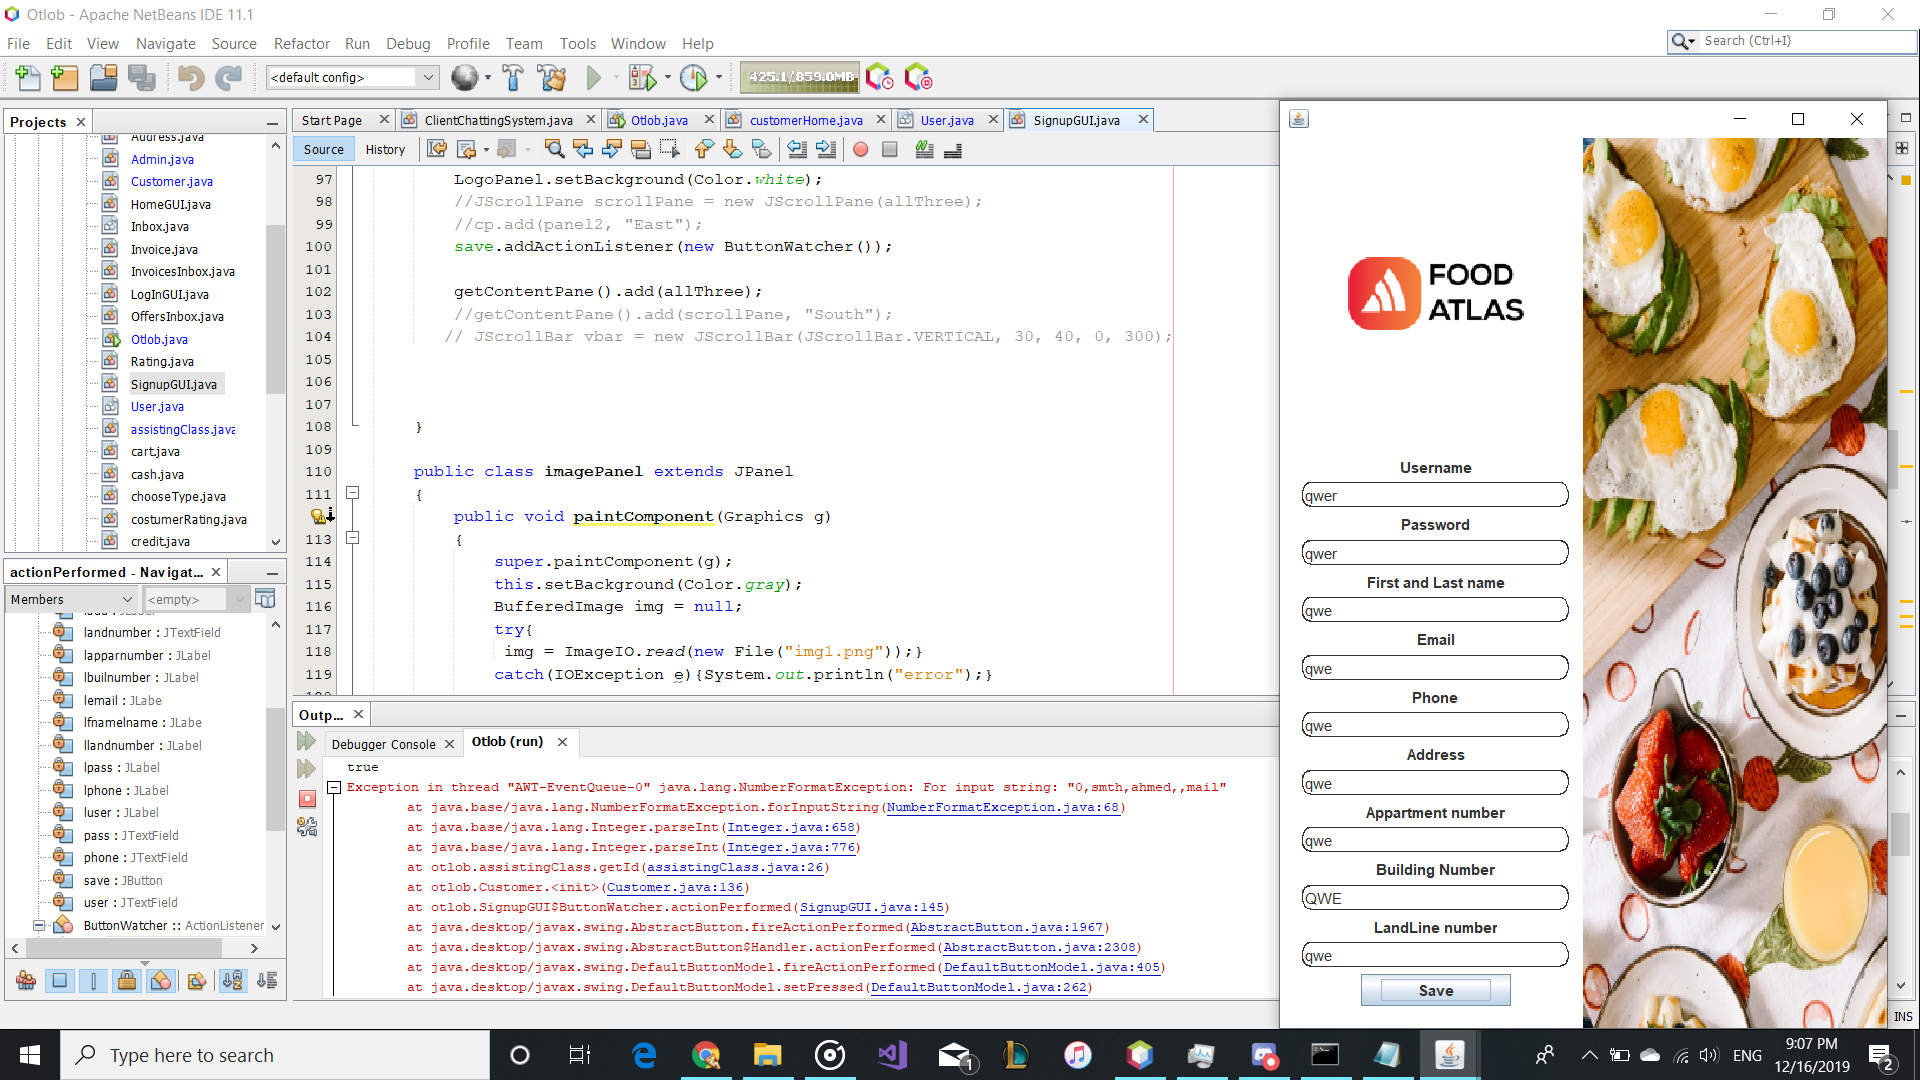 Otlob - Apache NetBeans IDE 11.1
File Edit View Navigate Source Refactor Run Debug Profile Team Tools Window Help
Search (Ctrl+I)
<default config>
425.1/859.0MB
Projects
Address.java
Admin.java
Customer.java
HomeGUI.java
Inbox.java
Invoice.java
InvoicesInbox.java
LogInGUI.java
OffersInbox.java
Otlob.java
Rating.java
SignupGUI.java
User.java
assistingClass.java
cart.java
cash.java
chooseType.java
costumerRating.java
credit.java
actionPerformed - Navigat...
Members
<empty>
landnumber : JTextField
lapparnumber : JLabel
lbuilnumber : JLabel
lemail : JLabe
lfnamelname : JLabe
llandnumber : JLabel
lpass : JLabel
lphone : JLabel
luser : JLabel
pass : JTextField
phone : JTextField
save : JButton
user : JTextField
ButtonWatcher :: ActionListener
Start Page ClientChattingSystem.java Otlob.java customerHome.java User.java SignupGUI.java
Source History
97 LogoPanel.setBackground(Color.white);
98 //JScrollPane scrollPane = new JScrollPane(allThree);
99 //cp.add(panel2, "East");
100 save.addActionListener(new ButtonWatcher());
101
102 getContentPane().add(allThree);
103 //getContentPane().add(scrollPane, "South");
104 // JScrollBar vbar = new JScrollBar(JScrollBar.VERTICAL, 30, 40, 0, 300);
105
106
107
108 }
109
110 public class imagePanel extends JPanel
111 {
public void paintComponent(Graphics g)
113 {
114 super.paintComponent(g);
115 this.setBackground(Color.gray);
116 BufferedImage img = null;
117 try{
118 img = ImageIO.read(new File("img1.png"));}
119 catch(IOException e){System.out.println("error");}
Outp...
Debugger Console Otlob (run)
true
Exception in thread "AWT-EventQueue-0" java.lang.NumberFormatException: For input string: "0,smth,ahmed,,mail"
at java.base/java.lang.NumberFormatException.forInputString(NumberFormatException.java:68)
at java.base/java.lang.Integer.parseInt(Integer.java:658)
at java.base/java.lang.Integer.parseInt(Integer.java:776)
at otlob.assistingClass.getId(assistingClass.java:26)
at otlob.Customer.<init>(Customer.java:136)
at otlob.SignupGUI$ButtonWatcher.actionPerformed(SignupGUI.java:145)
at java.desktop/javax.swing.AbstractButton.fireActionPerformed(AbstractButton.java:1967)
at java.desktop/javax.swing.AbstractButton$Handler.actionPerformed(AbstractButton.java:2308)
at java.desktop/javax.swing.DefaultButtonModel.fireActionPerformed(DefaultButtonModel.java:405)
at java.desktop/javax.swing.DefaultButtonModel.setPressed(DefaultButtonModel.java:262)
INS
FOOD
ATLAS
Username
qwer
Password
qwer
First and Last name
qwe
Email
qwe
Phone
qwe
Address
qwe
Appartment number
qwe
Building Number
QWE
LandLine number
qwe
Save
Type here to search
1
ENG
9:07 PM
12/16/2019
2